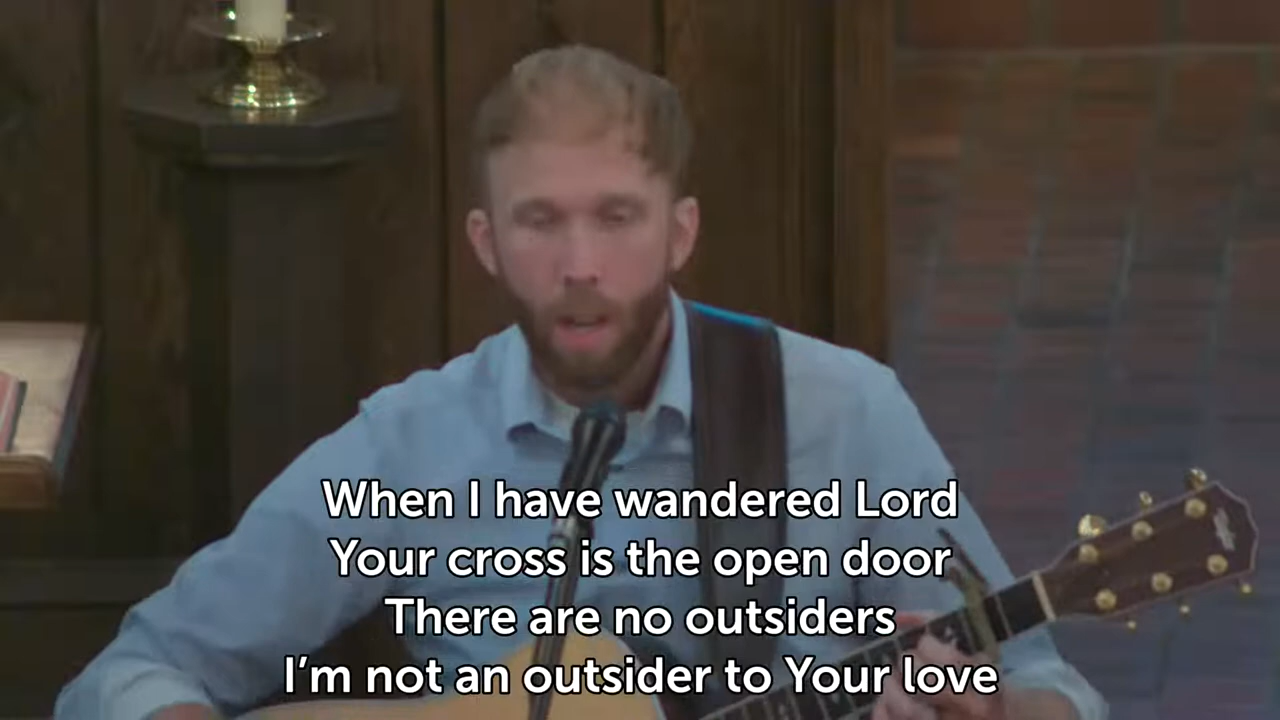 When I have wandered Lord
Your cross is the open door
There are no outsiders
I’m not an outsider to Your love